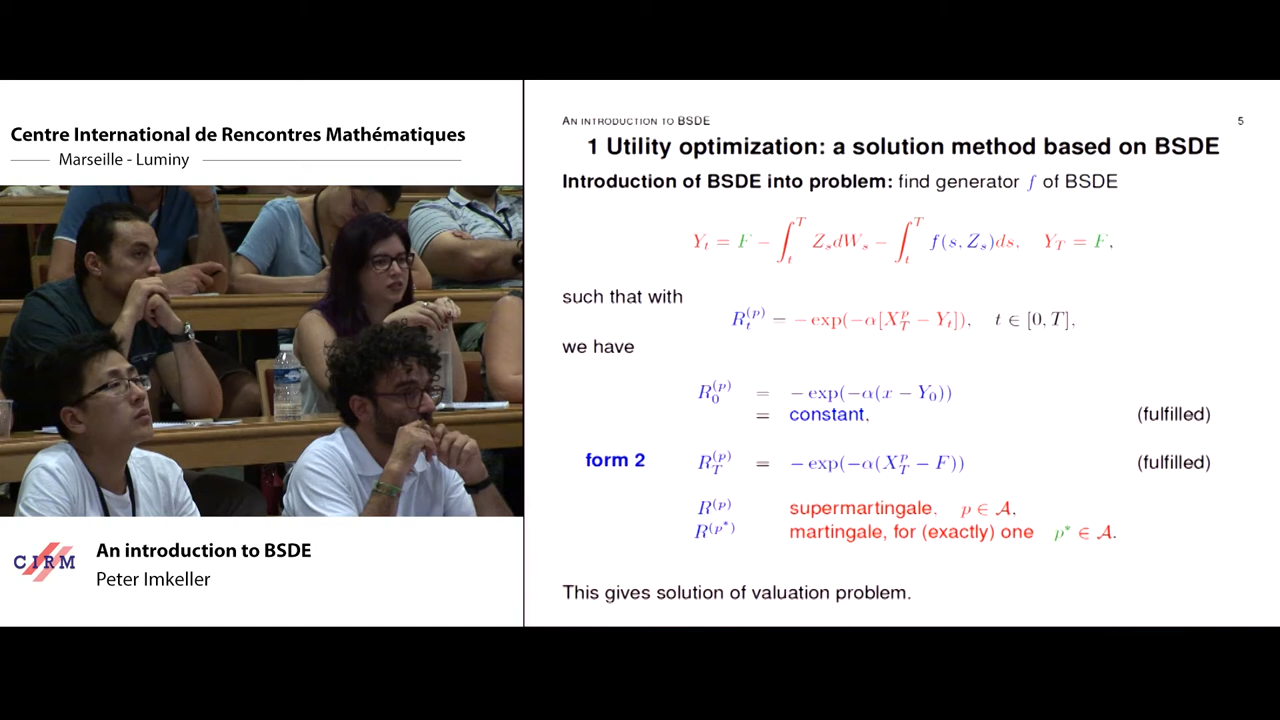 Centre International de Rencontres Mathématiques
Marseille - Luminy
CIRM
An introduction to BSDE
Peter Imkeller
AN INTRODUCTION TO BSDE 5
1 Utility optimization: a solution method based on BSDE
Introduction of BSDE into problem: find generator f of BSDE
Y_t = F − ∫_t^T Z_s dW_s − ∫_t^T f(s, Z_s)ds, Y_T = F,
such that with
R_t^{(p)} = − exp(−α[X_T^p − Y_t]), t ∈ [0, T],
we have
R_0^{(p)} = − exp(−α(x − Y_0))
= constant, (fulfilled)
form 2 R_T^{(p)} = − exp(−α(X_T^p − F)) (fulfilled)
R^{(p)} supermartingale, p ∈ 𝒜,
R^{(p*)} martingale, for (exactly) one p* ∈ 𝒜.
This gives solution of valuation problem.